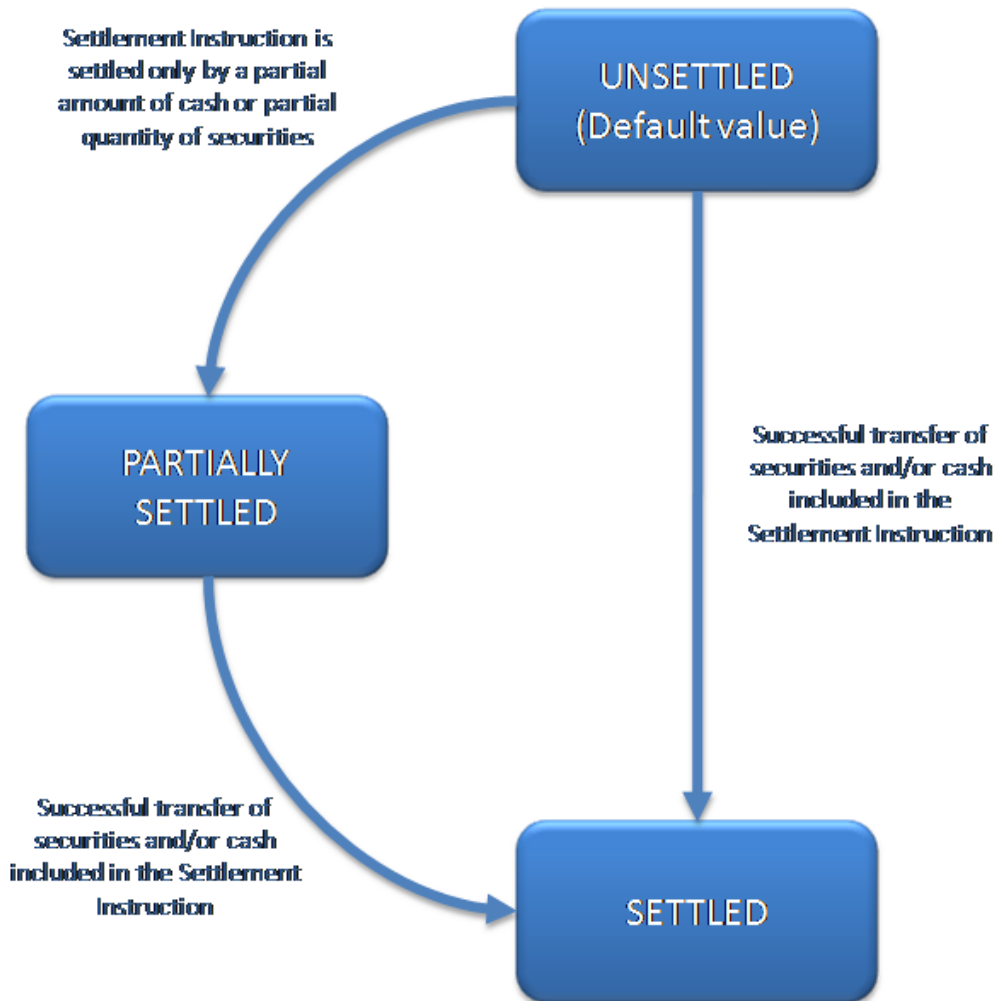 Settlement Instruction is
settled only by a partial
amount of cash or partial
quantity of securities
UNSETTLED
(Default value)
PARTIALLY
SETTLED
Successful transfer of
securities and/or cash
included in the
Settlement Instruction
Successful transfer of
securities and/or cash
included in the Settlement
Instruction
SETTLED